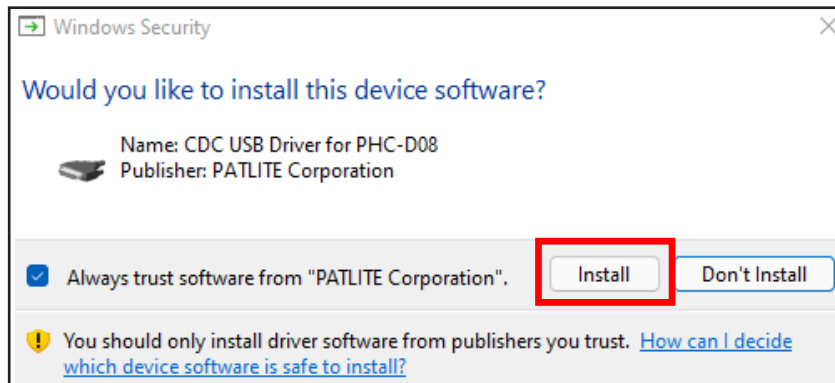 Windows Security
Would you like to install this device software?
Name: CDC USB Driver for PHC-D08
Publisher: PATLITE Corporation
Always trust software from "PATLITE Corporation".
Install
Don't Install
You should only install driver software from publishers you trust. How can I decide
which device software is safe to install?